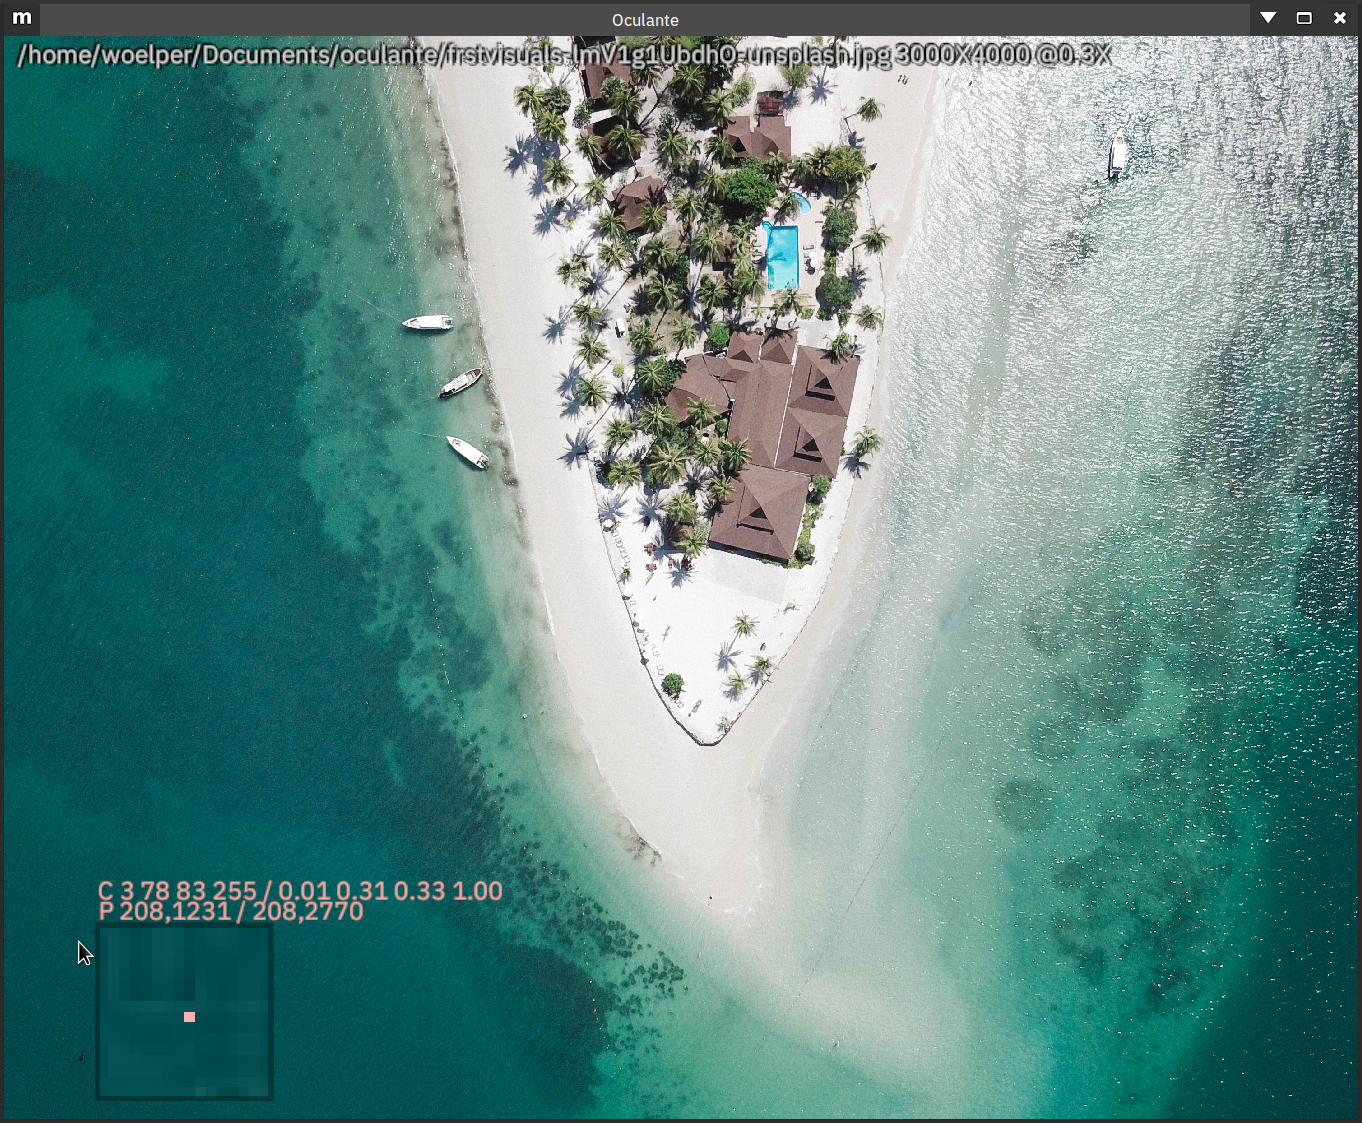 m
Oculante
/home/woelper/Documents/oculante/frstvisuals-lmV1g1UbdhQ-unsplash.jpg 3000X4000 @0.3X
C 3 78 83 255 / 0.01 0.31 0.33 1.00
P 208,1231 / 208,2770